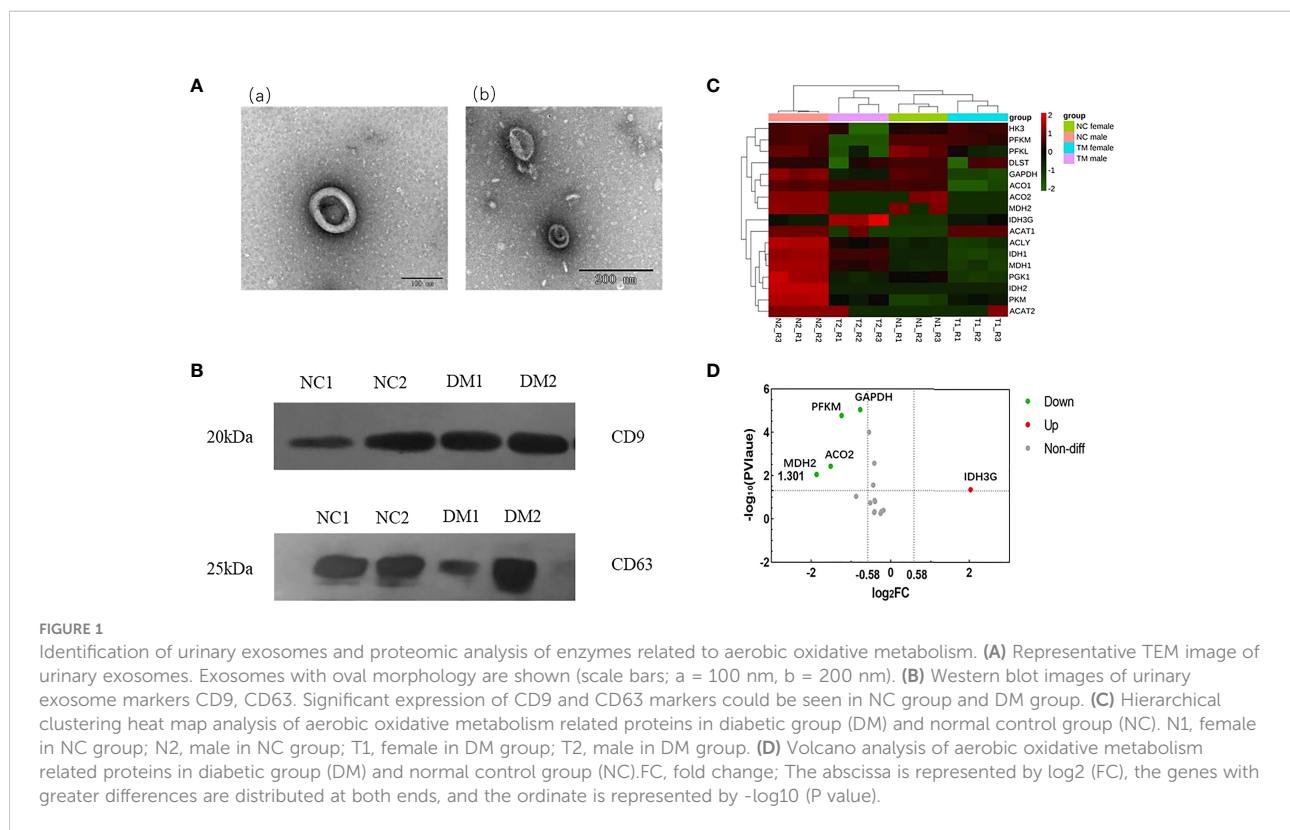 A
(a)
(b)
100 nm
200 nm
B
NC1 NC2 DM1 DM2
20kDa
CD9
NC1 NC2 DM1 DM2
25kDa
CD63
C
group
HK3
PFKM
PFKL
DLST
GAPDH
ACO1
ACO2
MDH2
IDH3G
ACAT1
ACLY
IDH1
MDH1
PGK1
IDH2
PKM
ACAT2
N2_R3
N2_R1
N2_R2
T2_R1
T2_R2
T2_R3
N1_R1
N1_R2
N1_R3
T1_R1
T1_R2
T1_R3
2
1
0
-1
-2
group
NC female
NC male
TM female
TM male
D
6
4
2
1.301
0
-2
-log10(PVlaue)
PFKM
GAPDH
MDH2
ACO2
IDH3G
-2 -0.58 0 0.58 2
log2FC
Down
Up
Non-diff
FIGURE 1
Identification of urinary exosomes and proteomic analysis of enzymes related to aerobic oxidative metabolism. (A) Representative TEM image of
urinary exosomes. Exosomes with oval morphology are shown (scale bars; a = 100 nm, b = 200 nm). (B) Western blot images of urinary
exosome markers CD9, CD63. Significant expression of CD9 and CD63 markers could be seen in NC group and DM group. (C) Hierarchical
clustering heat map analysis of aerobic oxidative metabolism related proteins in diabetic group (DM) and normal control group (NC). N1, female
in NC group; N2, male in NC group; T1, female in DM group; T2, male in DM group. (D) Volcano analysis of aerobic oxidative metabolism
related proteins in diabetic group (DM) and normal control group (NC).FC, fold change; The abscissa is represented by log2 (FC), the genes with
greater differences are distributed at both ends, and the ordinate is represented by -log10 (P value).